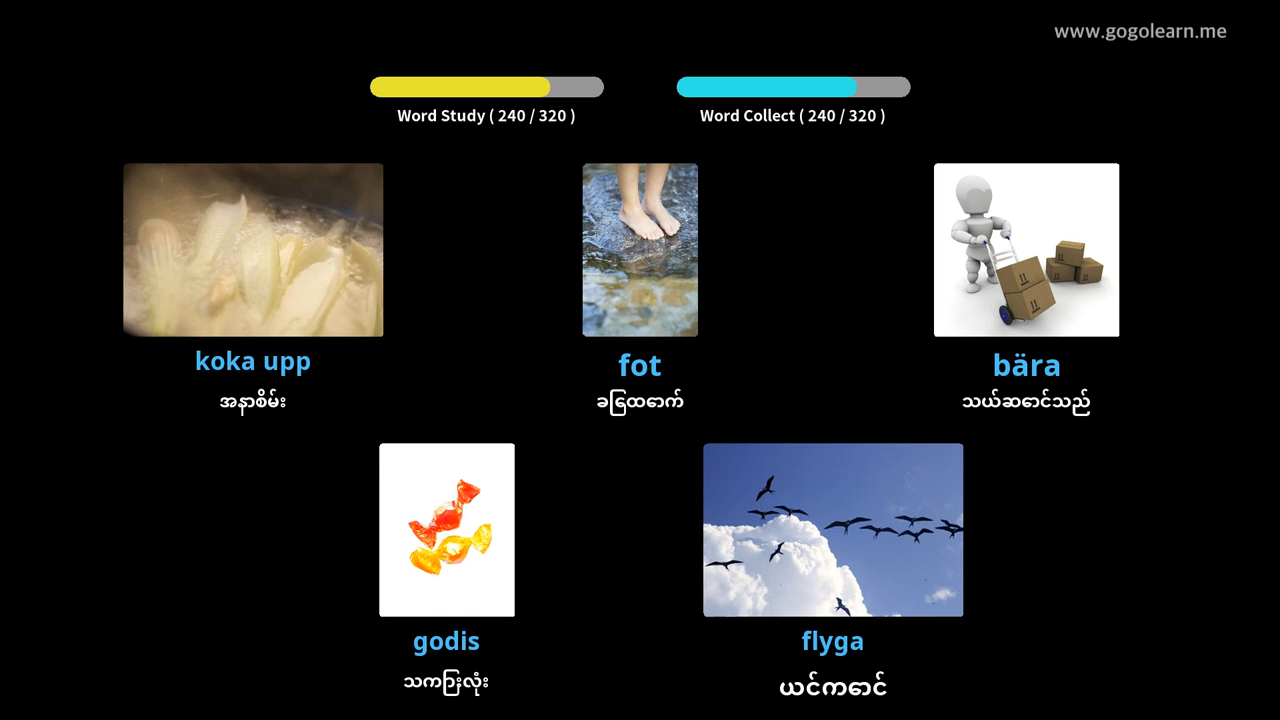 www.gogolearn.me
Word Study ( 240 / 320 )
Word Collect ( 240 / 320 )
koka upp
fot
bära
အနာစိမ်း
ခြေထောက်
သယ်ဆောင်သည်
godis
flyga
သကြားလုံး
ယင်ကောင်